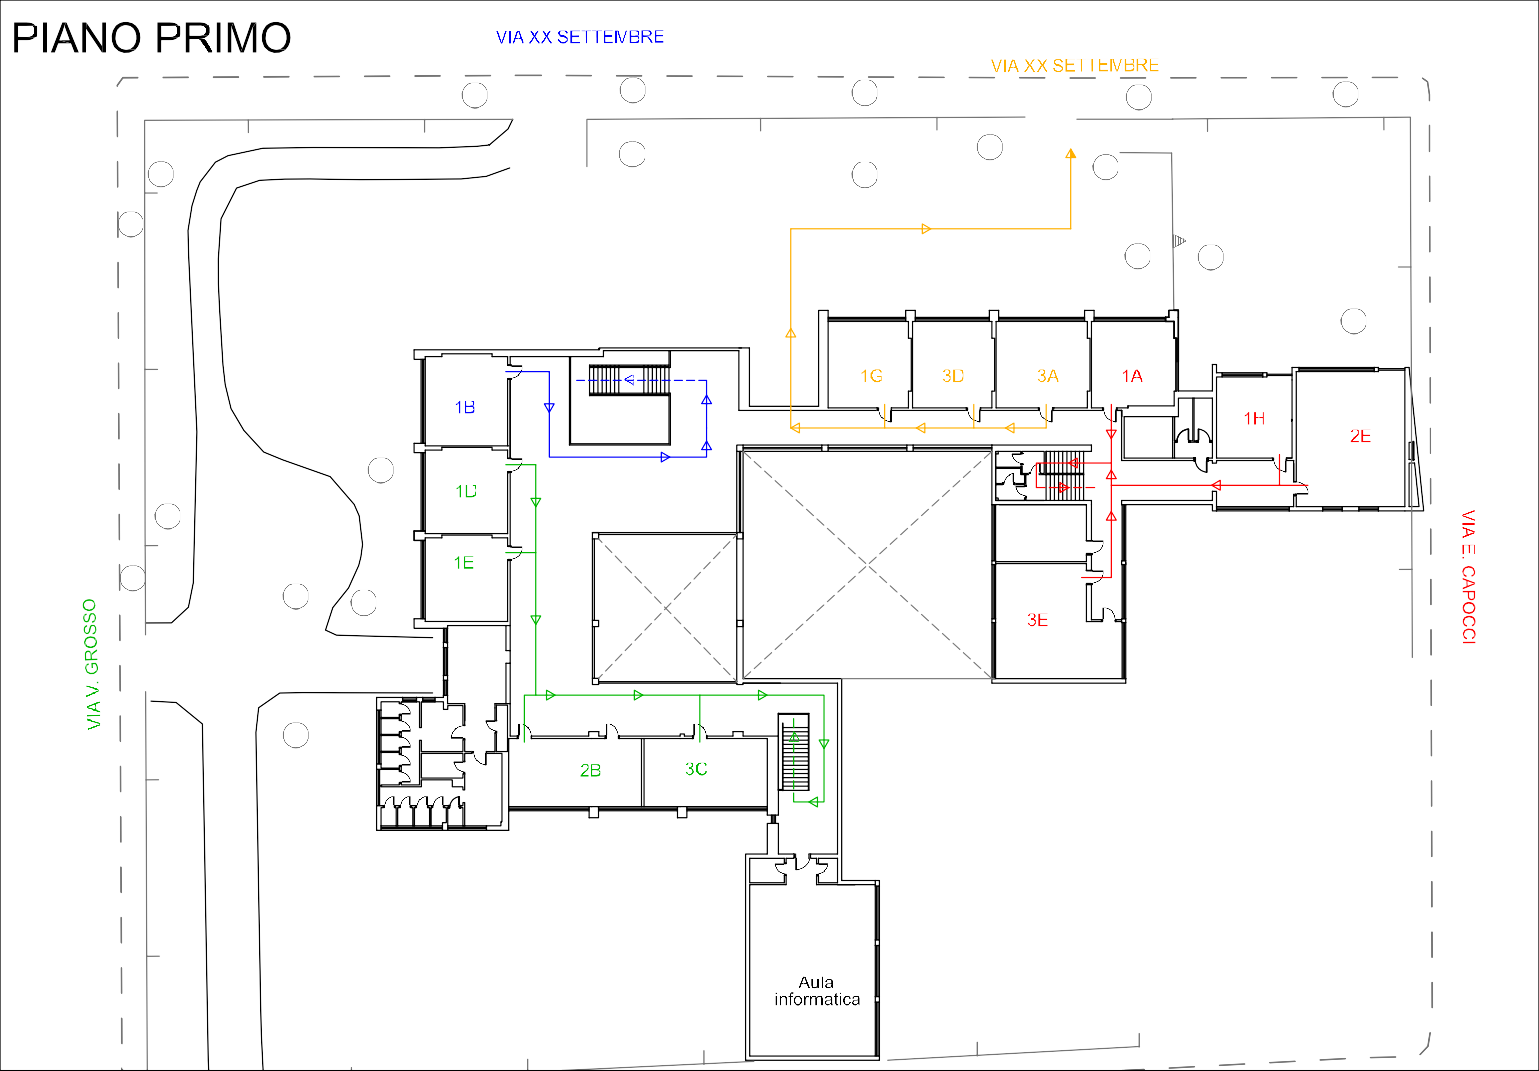 PIANO PRIMO
VIA XX SETTEMBRE
VIA XX SETTEMBRE
1G
3D
3A
1A
1B
1H
2E
1D
1E
3E
VIA E. CAPOCCI
VIA V. GROSSO
2B
3C
Aula
informatica